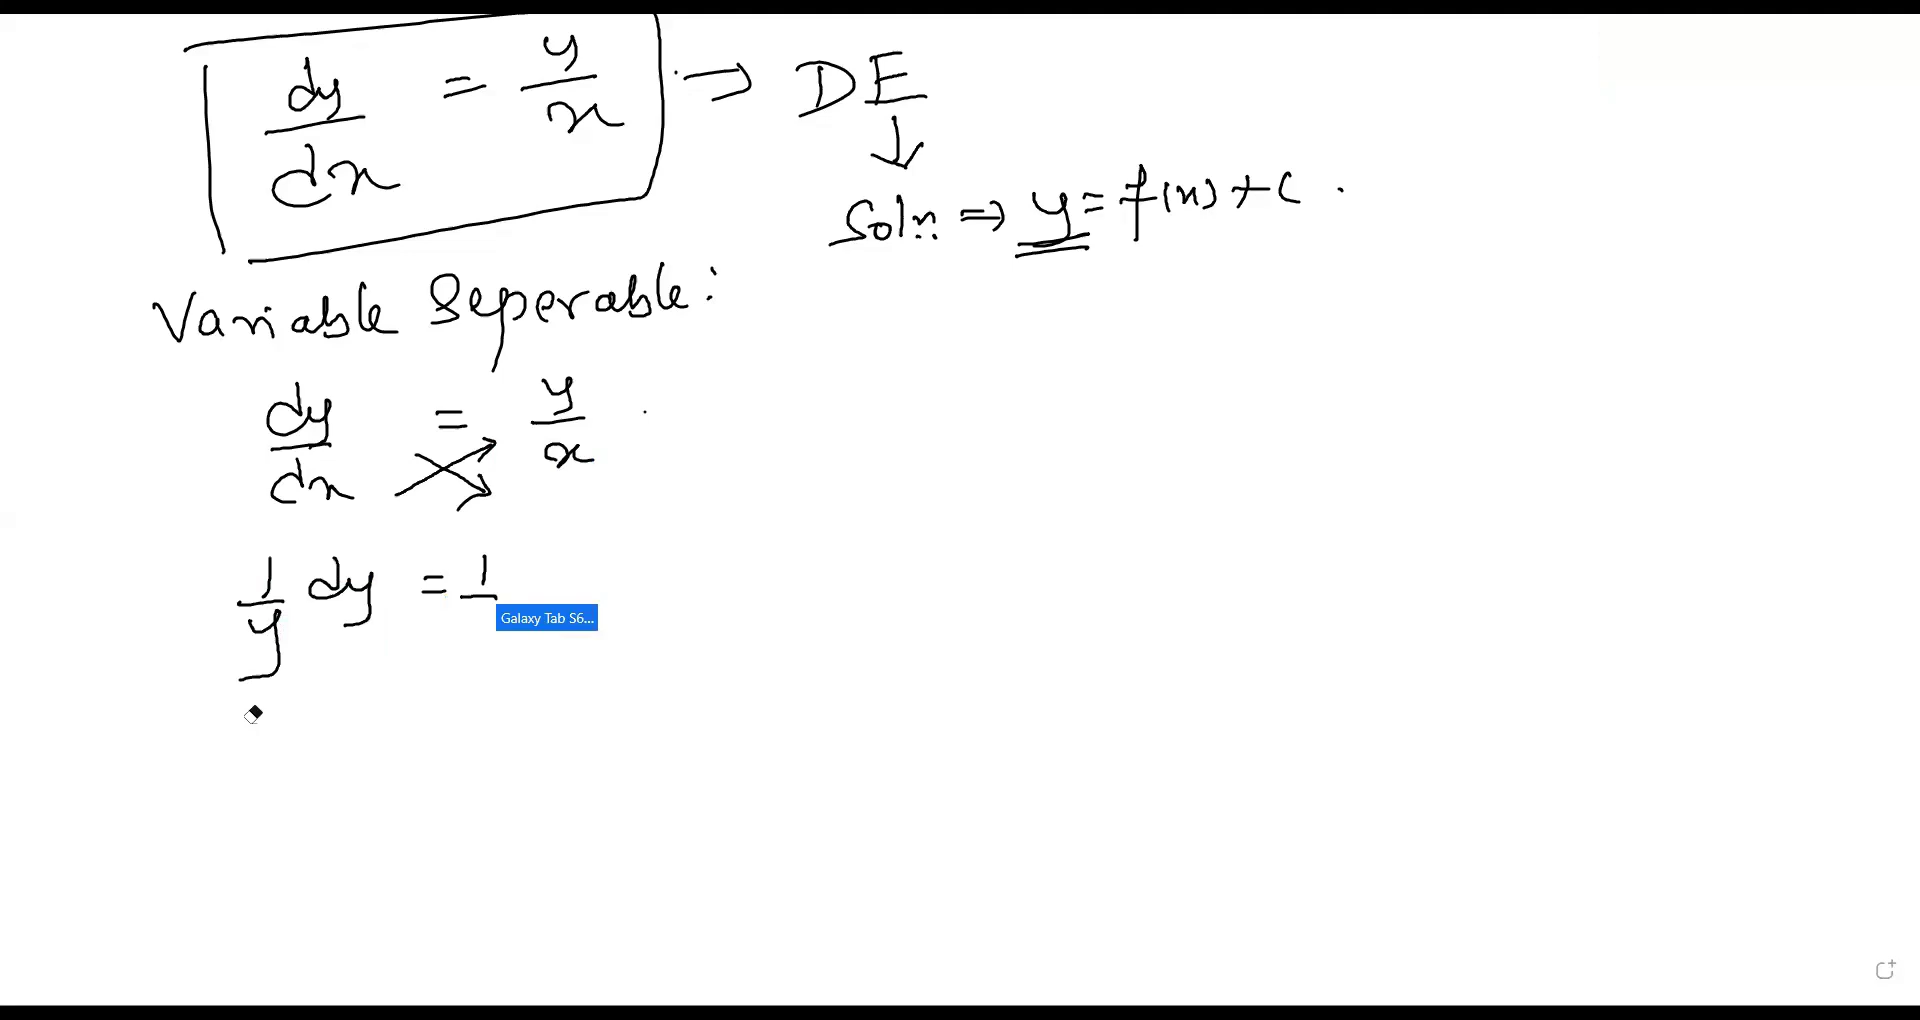 dy/dx = y/x → DE
↓
Soln ⇒ y = f(x) + C .
Variable Seperable:
dy/dx = y/x
1/y dy = 1
Galaxy Tab S6...